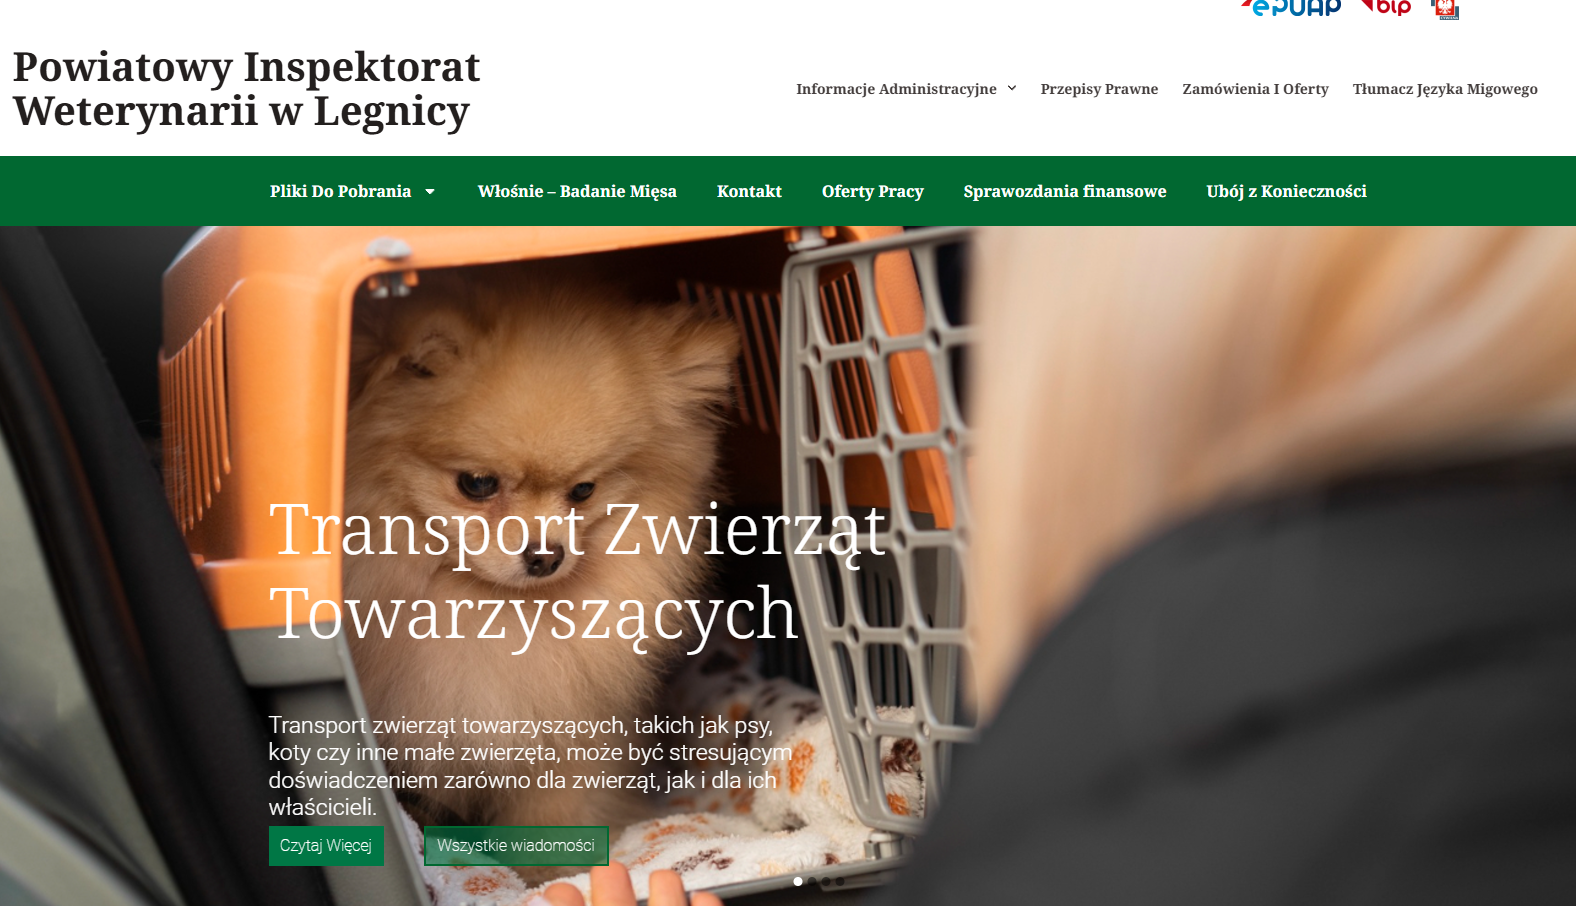 ePUAP bip
Powiatowy Inspektorat
Weterynarii w Legnicy
Informacje Administracyjne Przepisy Prawne Zamówienia I Oferty Tłumacz Języka Migowego
Pliki Do Pobrania Włośnie – Badanie Mięsa Kontakt Oferty Pracy Sprawozdania finansowe Ubój z Konieczności
Transport Zwierząt
Towarzyszących
Transport zwierząt towarzyszących, takich jak psy,
koty czy inne małe zwierzęta, może być stresującym
doświadczeniem zarówno dla zwierząt, jak i dla ich
właścicieli.
Czytaj Więcej Wszystkie wiadomości